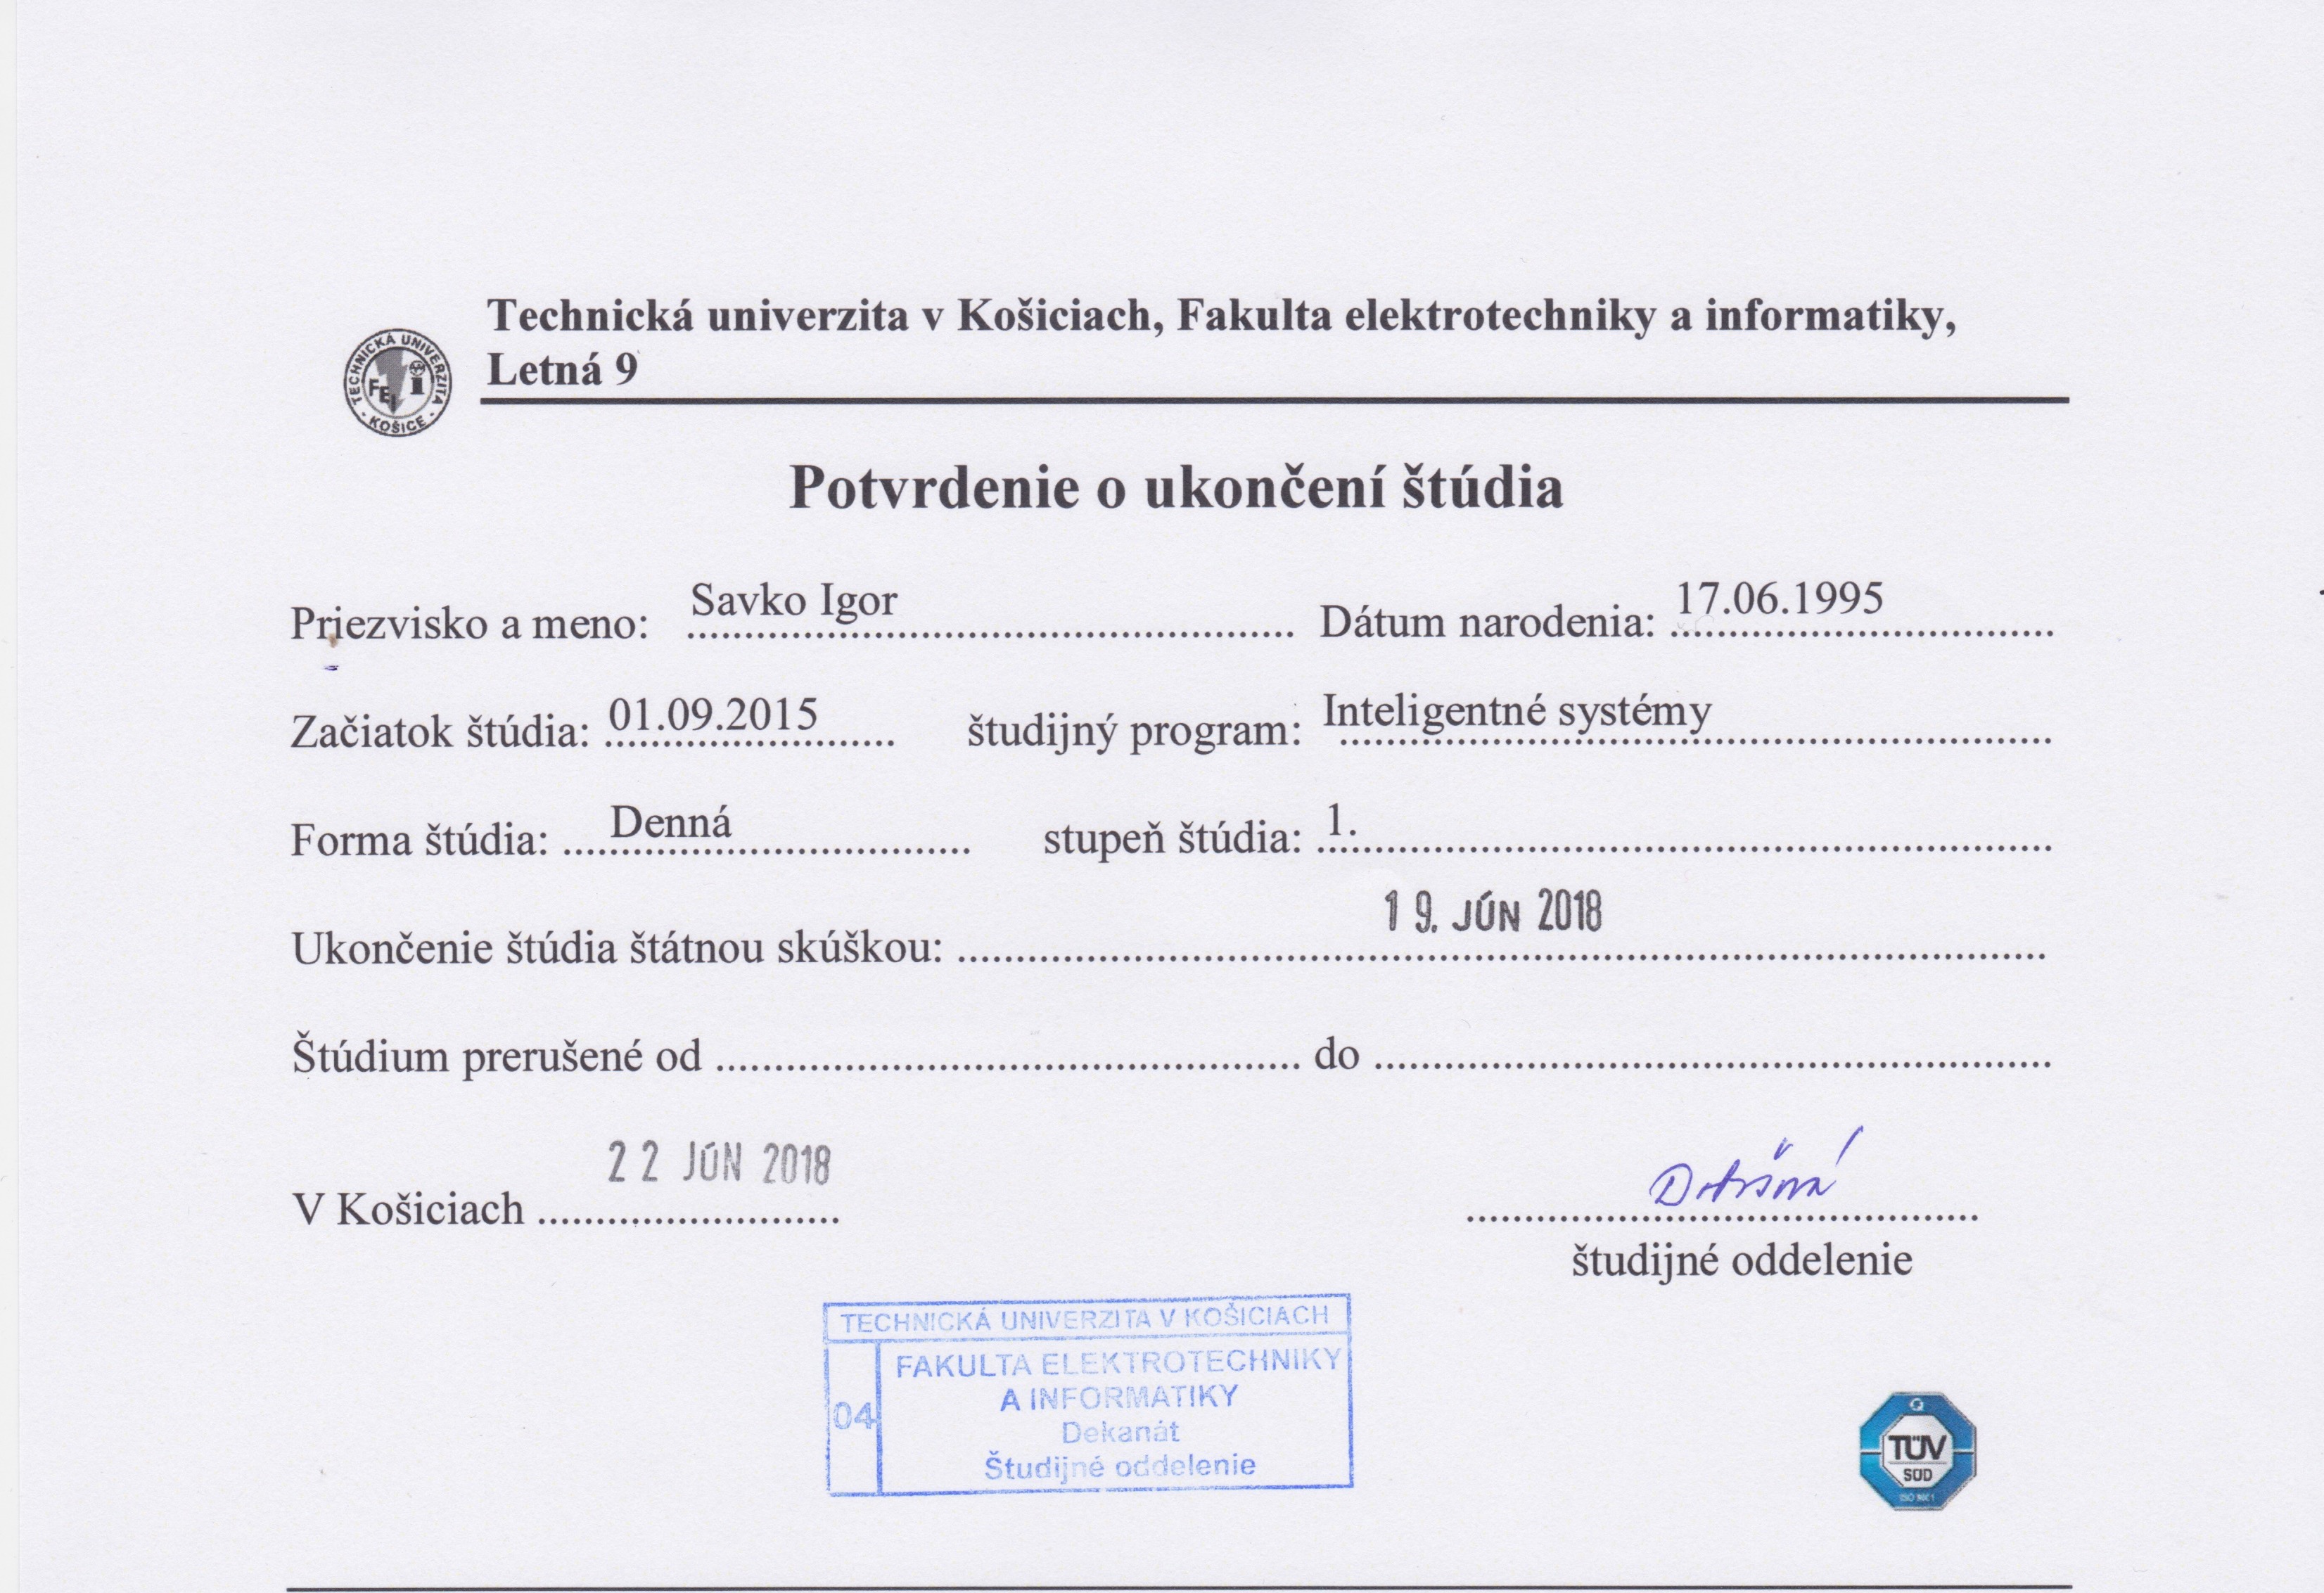 Technická univerzita v Košiciach, Fakulta elektrotechniky a informatiky,
Letná 9
TECHNICKÁ UNIVERZITA
FEI
KOŠICE
Potvrdenie o ukončení štúdia
Priezvisko a meno: Savko Igor Dátum narodenia: 17.06.1995
Začiatok štúdia: 01.09.2015 študijný program: Inteligentné systémy
Forma štúdia: Denná stupeň štúdia: 1.
Ukončenie štúdia štátnou skúškou: 19. JÚN 2018
Štúdium prerušené od do
V Košiciach 22 JÚN 2018
študijné oddelenie
TECHNICKÁ UNIVERZITA V KOŠICIACH
04
FAKULTA ELEKTROTECHNIKY
A INFORMATIKY
Dekanát
Študijné oddelenie
TÜV
SÜD